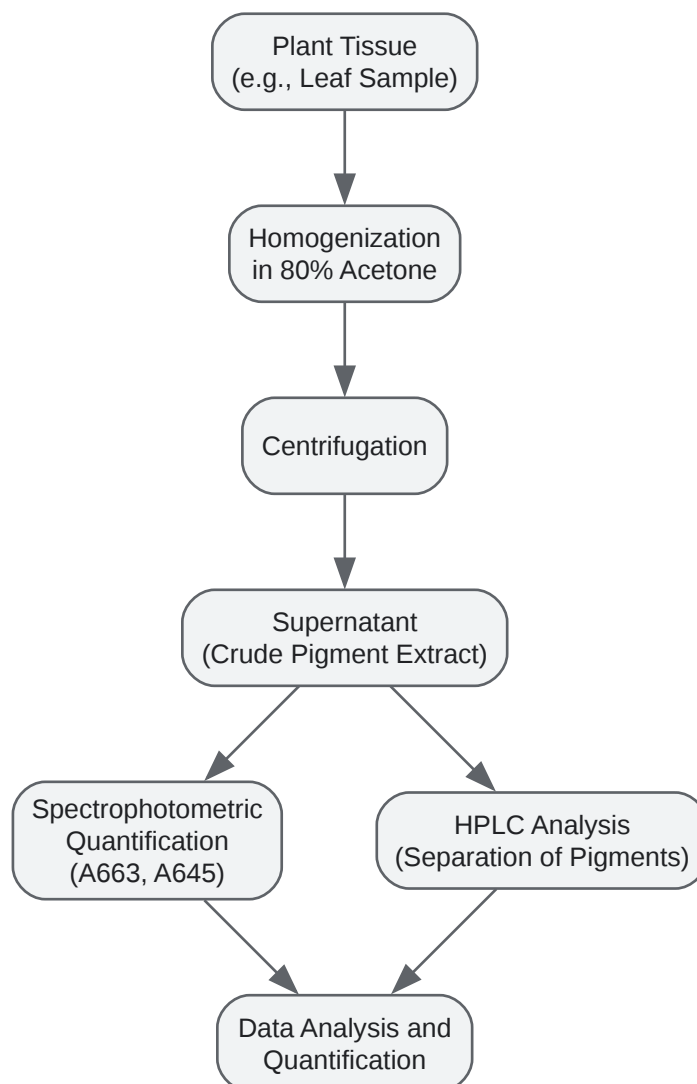 Plant Tissue
(e.g., Leaf Sample)
Homogenization
in 80% Acetone
Centrifugation
Supernatant
(Crude Pigment Extract)
Spectrophotometric
Quantification
(A663, A645)
HPLC Analysis
(Separation of Pigments)
Data Analysis and
Quantification